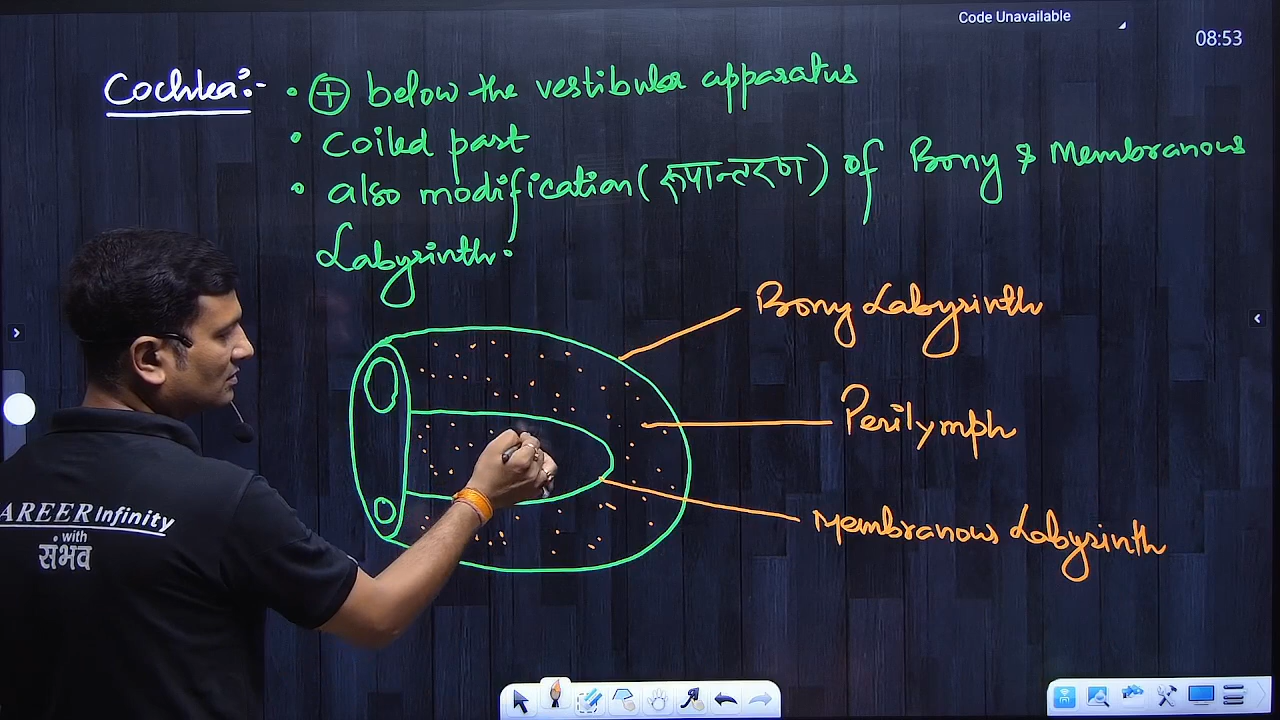 Code Unavailable
08:53
Cochlea:- • + below the vestibular apparatus
• Coiled part
• also modification (रूपान्तरण) of Bony & Membranous
Labyrinth.
Bony Labyrinth
Perilymph
Membranous Labyrinth
AREER Infinity
with
संभव